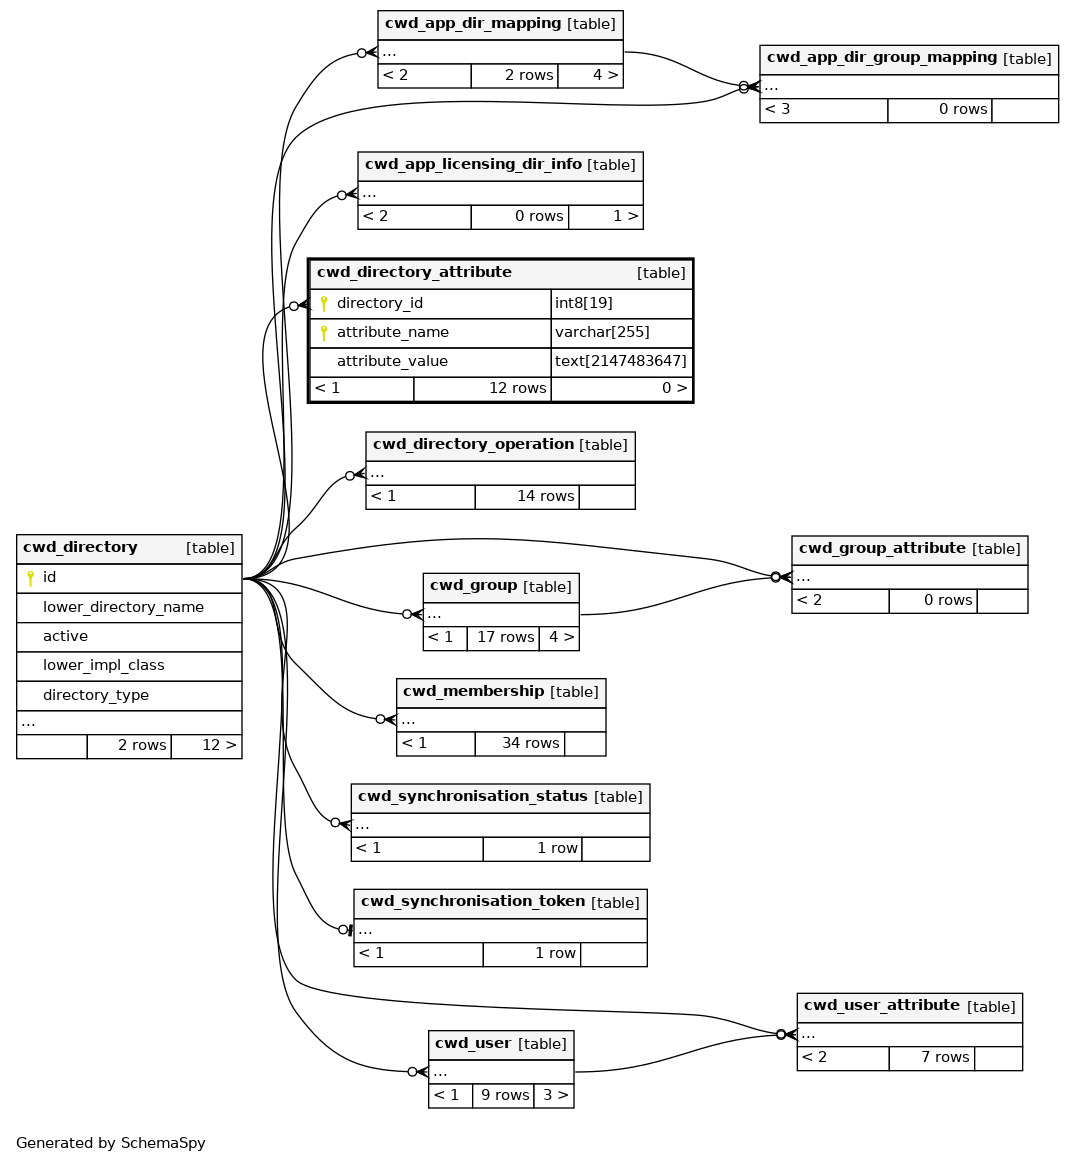 cwd_app_dir_mapping [table]
...
< 2 2 rows 4 >
cwd_app_dir_group_mapping [table]
...
< 3 0 rows
cwd_app_licensing_dir_info [table]
...
< 2 0 rows 1 >
cwd_directory_attribute [table]
directory_id int8[19]
attribute_name varchar[255]
attribute_value text[2147483647]
< 1 12 rows 0 >
cwd_directory_operation [table]
...
< 1 14 rows
cwd_directory [table]
id
lower_directory_name
active
lower_impl_class
directory_type
...
2 rows 12 >
cwd_group [table]
...
< 1 17 rows 4 >
cwd_group_attribute [table]
...
< 2 0 rows
cwd_membership [table]
...
< 1 34 rows
cwd_synchronisation_status [table]
...
< 1 1 row
cwd_synchronisation_token [table]
...
< 1 1 row
cwd_user_attribute [table]
...
< 2 7 rows
cwd_user [table]
...
< 1 9 rows 3 >
Generated by SchemaSpy